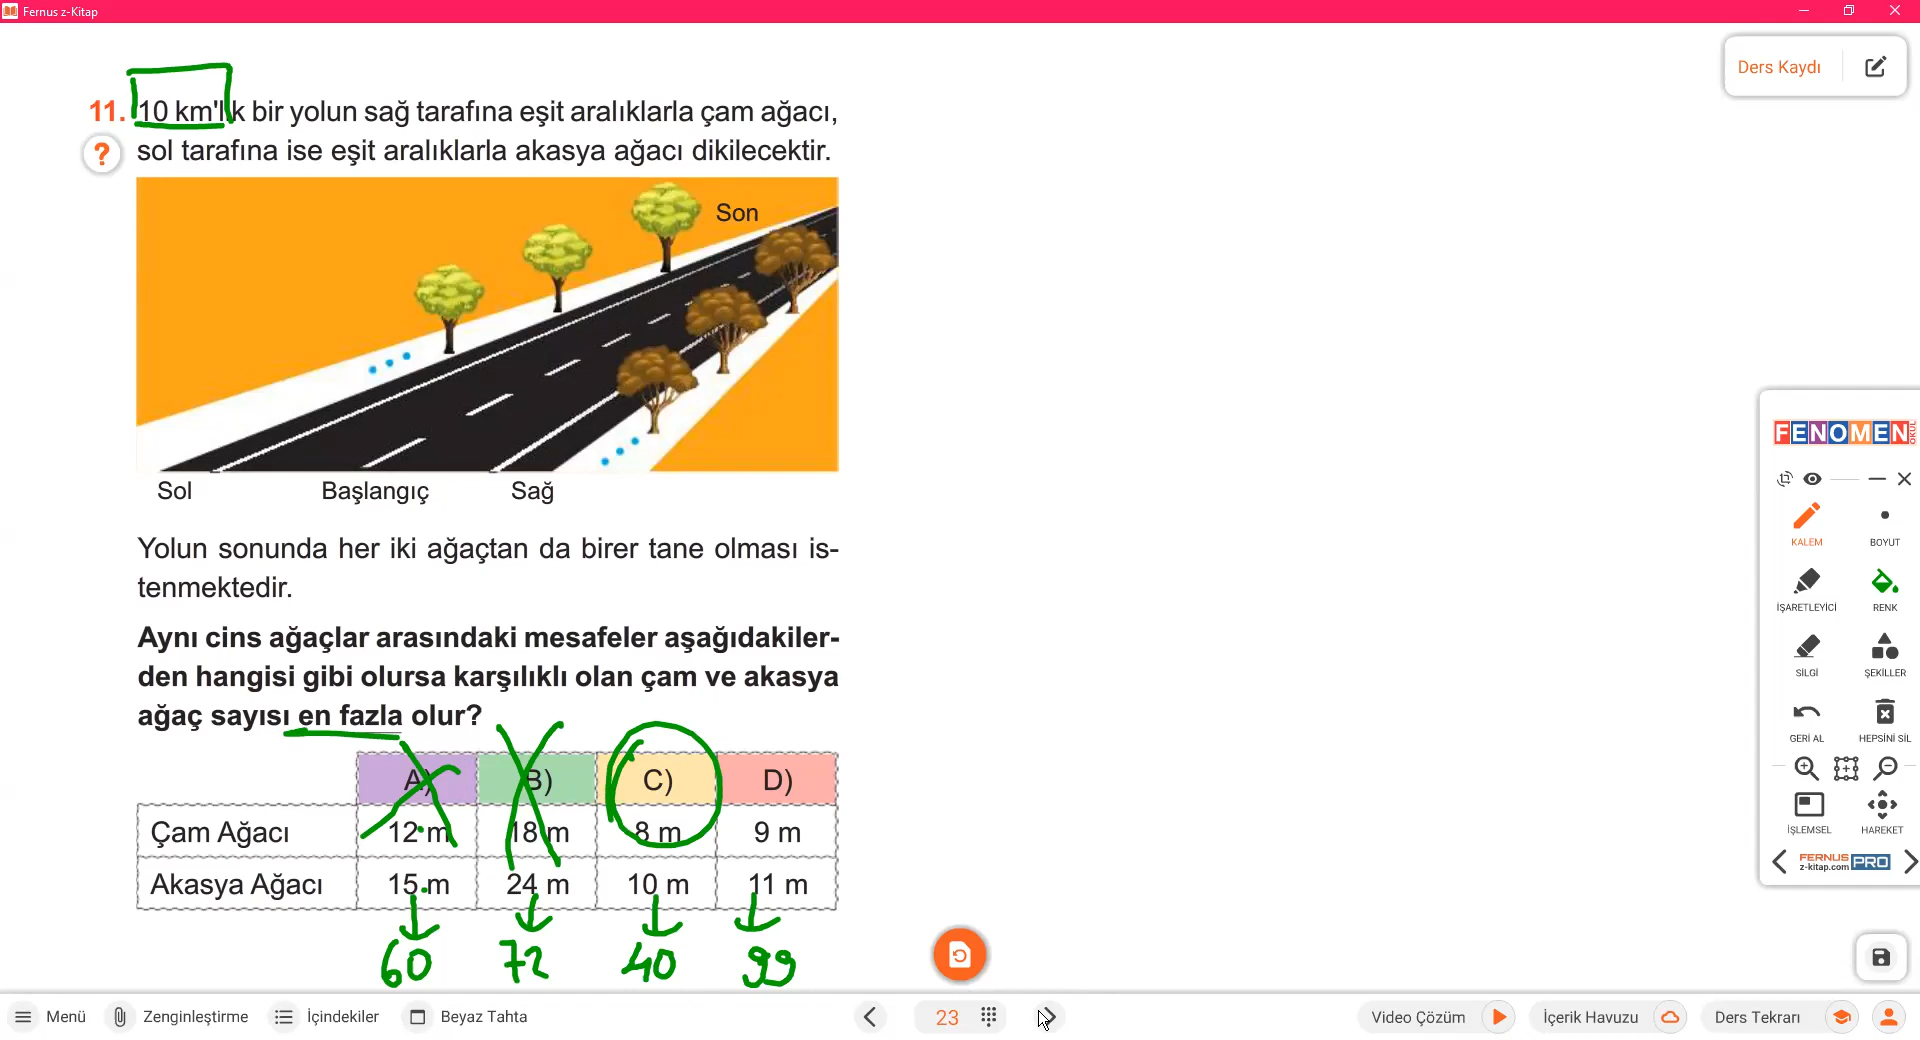 Fernus z-Kitap
Ders Kaydı
11. 10 km'lik bir yolun sağ tarafına eşit aralıklarla çam ağacı,
? sol tarafına ise eşit aralıklarla akasya ağacı dikilecektir.
Son
Sol Başlangıç Sağ
Yolun sonunda her iki ağaçtan da birer tane olması is-
tenmektedir.
Aynı cins ağaçlar arasındaki mesafeler aşağıdakiler-
den hangisi gibi olursa karşılıklı olan çam ve akasya
ağaç sayısı en fazla olur?
A) B) C) D)
Çam Ağacı 12 m 18 m 8 m 9 m
Akasya Ağacı 15 m 24 m 10 m 11 m
60 72 40 99
FENOMEN OKUL
KALEM BOYUT
İŞARETLEYİCİ RENK
SİLGİ ŞEKİLLER
GERİ AL HEPSİNİ SİL
İŞLEMSEL HAREKET
FERNUS z-kitap.com PRO
Menü Zenginleştirme İçindekiler Beyaz Tahta 23 Video Çözüm İçerik Havuzu Ders Tekrarı